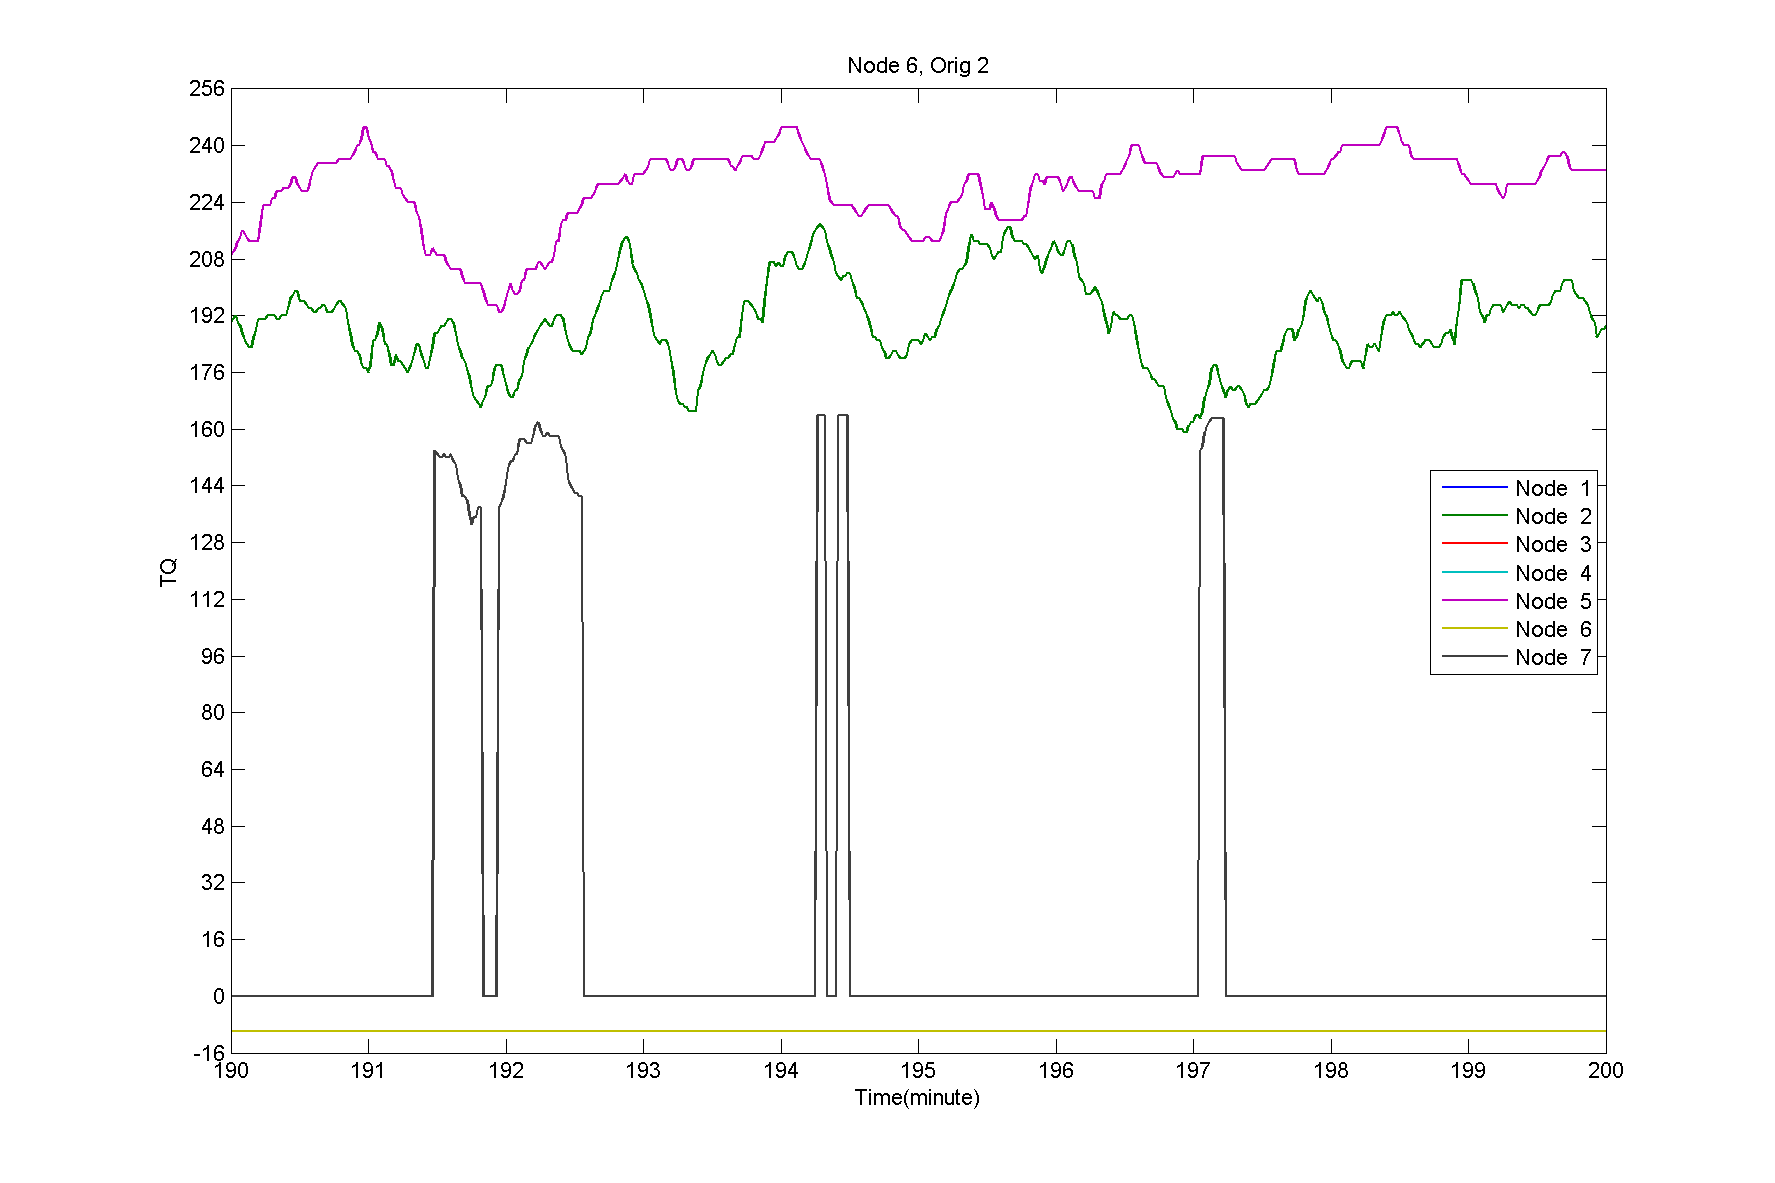 Node 6, Orig 2
256
240
224
208
192
176
160
144
128
112
96
80
64
48
32
16
0
-16
TQ
Node 1
Node 2
Node 3
Node 4
Node 5
Node 6
Node 7
190 191 192 193 194 195 196 197 198 199 200
Time(minute)